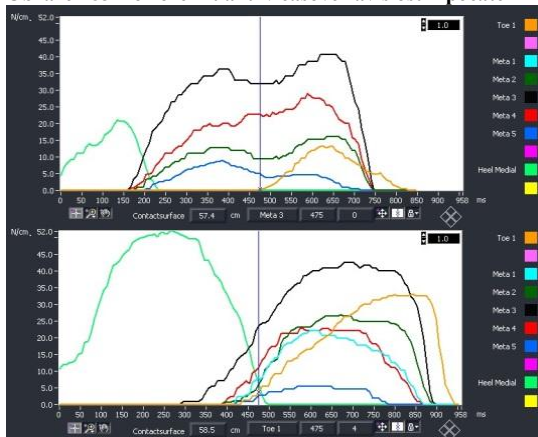 N/cm, 52.0
45.0
40.0
35.0
30.0
25.0
20.0
15.0
10.0
5.0
0.0
0 50 100 150 200 250 300 350 400 450 500 550 600 650 700 750 800 850 900 958 ms
1.0
Toe 1
Meta 1
Meta 2
Meta 3
Meta 4
Meta 5
Heel Medial
Contactsurface 57.4 cm Meta 3 475 0
N/cm, 52.0
45.0
40.0
35.0
30.0
25.0
20.0
15.0
10.0
5.0
0.0
0 50 100 150 200 250 300 350 400 450 500 550 600 650 700 750 800 850 900 958 ms
1.0
Toe 1
Meta 1
Meta 2
Meta 3
Meta 4
Meta 5
Heel Medial
Contactsurface 58.5 cm Toe 1 475 4